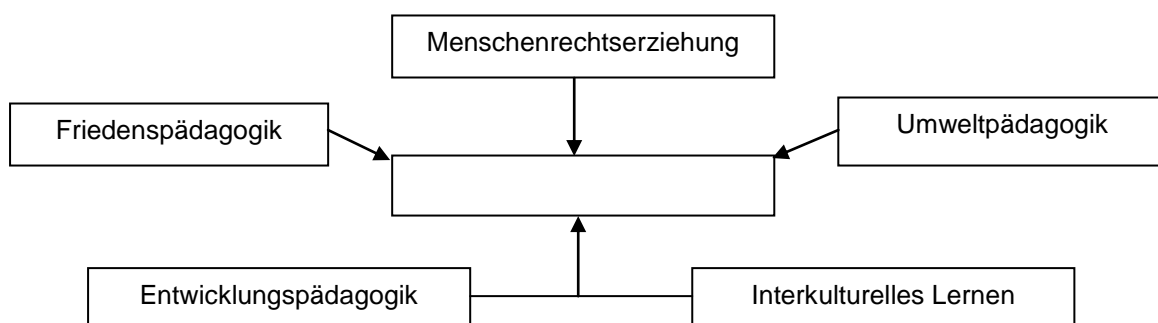 Menschenrechtserziehung
Friedenspädagogik
Umweltpädagogik
Entwicklungspädagogik
Interkulturelles Lernen